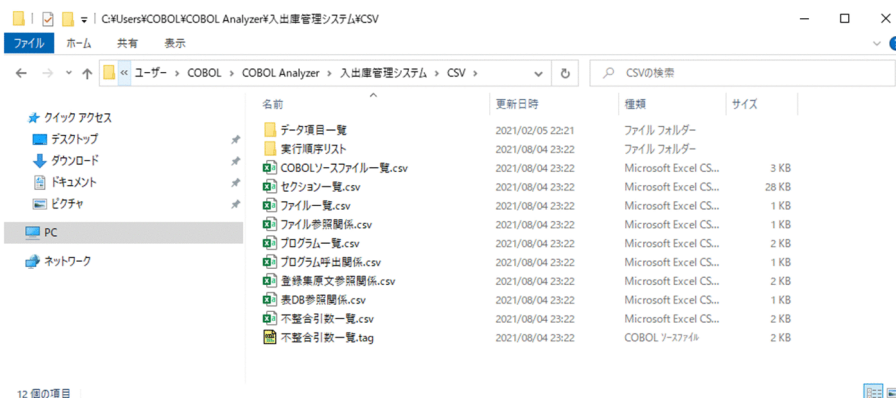 C:¥Users¥COBOL¥COBOL Analyzer¥入出庫管理システム¥CSV
ファイル ホーム 共有 表示
« ユーザー › COBOL › COBOL Analyzer › 入出庫管理システム › CSV › CSVの検索
名前 更新日時 種類 サイズ
クイック アクセス
デスクトップ
ダウンロード
ドキュメント
ピクチャ
PC
ネットワーク
データ項目一覧 2021/02/05 22:21 ファイル フォルダー
実行順序リスト 2021/08/04 23:22 ファイル フォルダー
COBOLソースファイル一覧.csv 2021/08/04 23:22 Microsoft Excel CS... 3 KB
セクション一覧.csv 2021/08/04 23:22 Microsoft Excel CS... 28 KB
ファイル一覧.csv 2021/08/04 23:22 Microsoft Excel CS... 1 KB
ファイル参照関係.csv 2021/08/04 23:22 Microsoft Excel CS... 1 KB
プログラム一覧.csv 2021/08/04 23:22 Microsoft Excel CS... 2 KB
プログラム呼出関係.csv 2021/08/04 23:22 Microsoft Excel CS... 1 KB
登録集原文参照関係.csv 2021/08/04 23:22 Microsoft Excel CS... 2 KB
表DB参照関係.csv 2021/08/04 23:22 Microsoft Excel CS... 1 KB
不整合引数一覧.csv 2021/08/04 23:22 Microsoft Excel CS... 2 KB
不整合引数一覧.tag 2021/08/04 23:22 COBOL ソースファイル 2 KB
12 個の項目